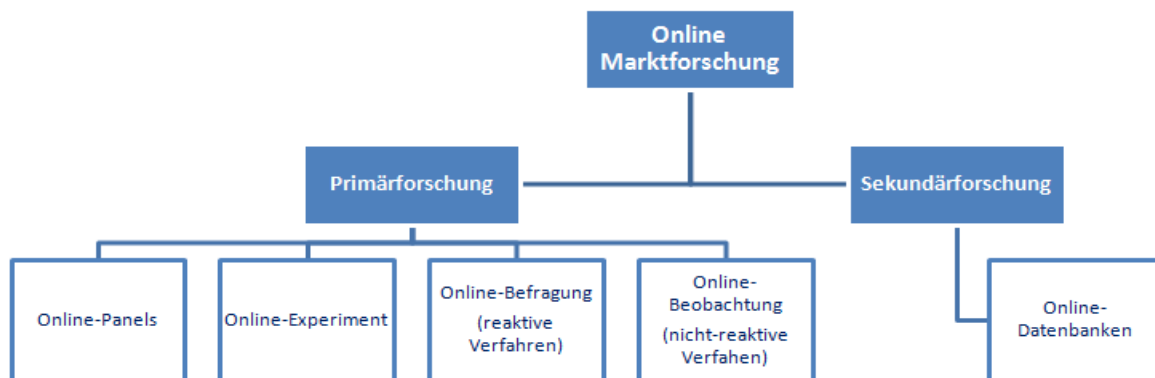 Online
Marktforschung
Primärforschung
Sekundärforschung
Online-Panels
Online-Experiment
Online-Befragung
(reaktive
Verfahren)
Online-
Beobachtung
(nicht-reaktive
Verfahen)
Online-
Datenbanken